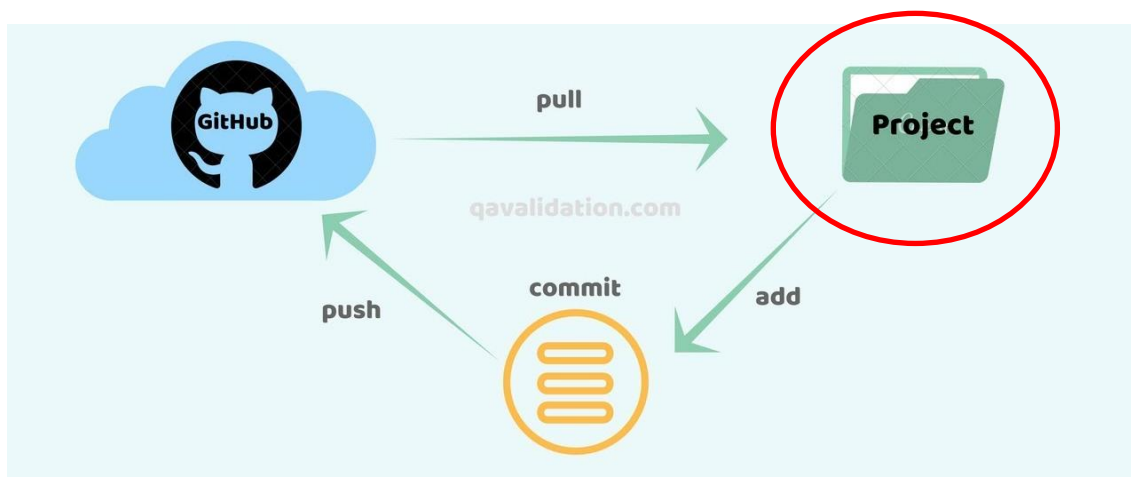 pull
GitHub
Project
qavalidation.com
commit
add
push